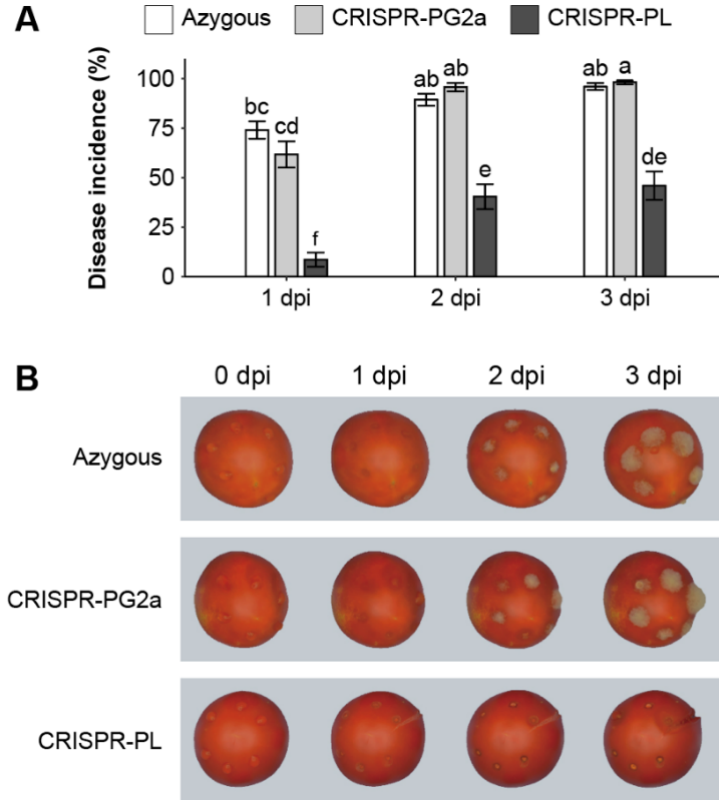 A
Azygous CRISPR-PG2a CRISPR-PL
Disease incidence (%)
100
75
50
25
0
bc cd f ab ab e ab a de
1 dpi 2 dpi 3 dpi
B
0 dpi 1 dpi 2 dpi 3 dpi
Azygous
CRISPR-PG2a
CRISPR-PL